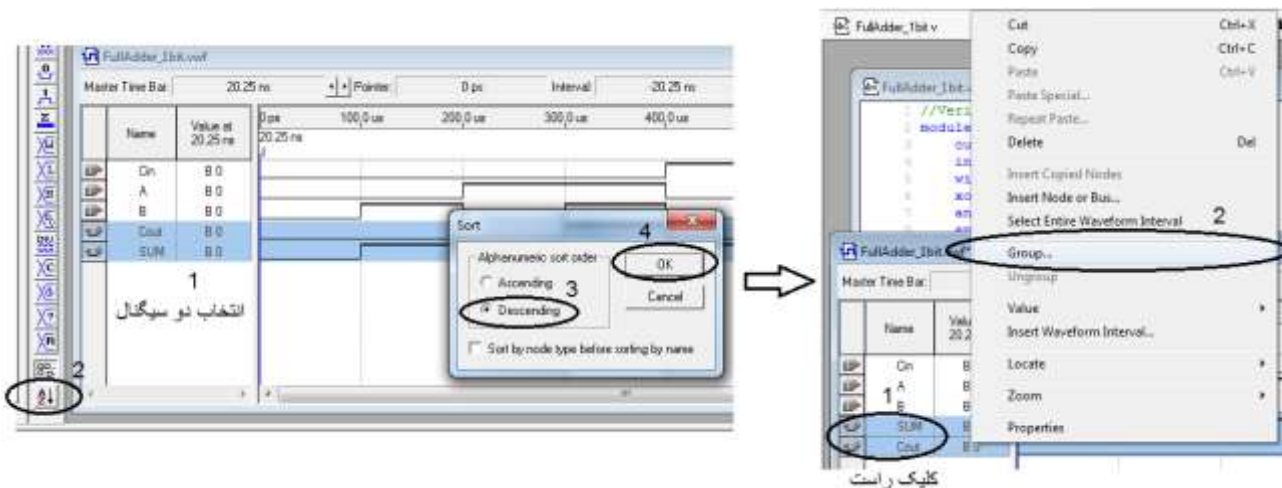 FullAdder_1bit.vwf
Master Time Bar: 20.25 ns Pointer: 0 ps Interval: -20.25 ns
Name Value at 20.25 ns
0 ps 100.0 us 200.0 us 300.0 us 400.0 us
20.25 ns
Cin B 0
A B 0
B B 0
Cout B 0
SUM B 0
1
انتخاب دو سیگنال
2
Sort
4
Alphanumeric sort order
Ascending
3
Descending
OK
Cancel
Sort by node type before sorting by name
FullAdder_1bit.v
FullAdder_1bit
//Veri
module
Cut Ctrl+X
Copy Ctrl+C
Paste Ctrl+V
Paste Special...
Repeat Paste...
Delete Del
Insert Copied Nodes
Insert Node or Bus...
Select Entire Waveform Interval
2
Group...
Ungroup
Value
Insert Waveform Interval...
Locate
Zoom
Properties
FullAdder_1bit
Master Time Bar:
Name
Cin
A
1
B
SUM
Cout
کلیک راست